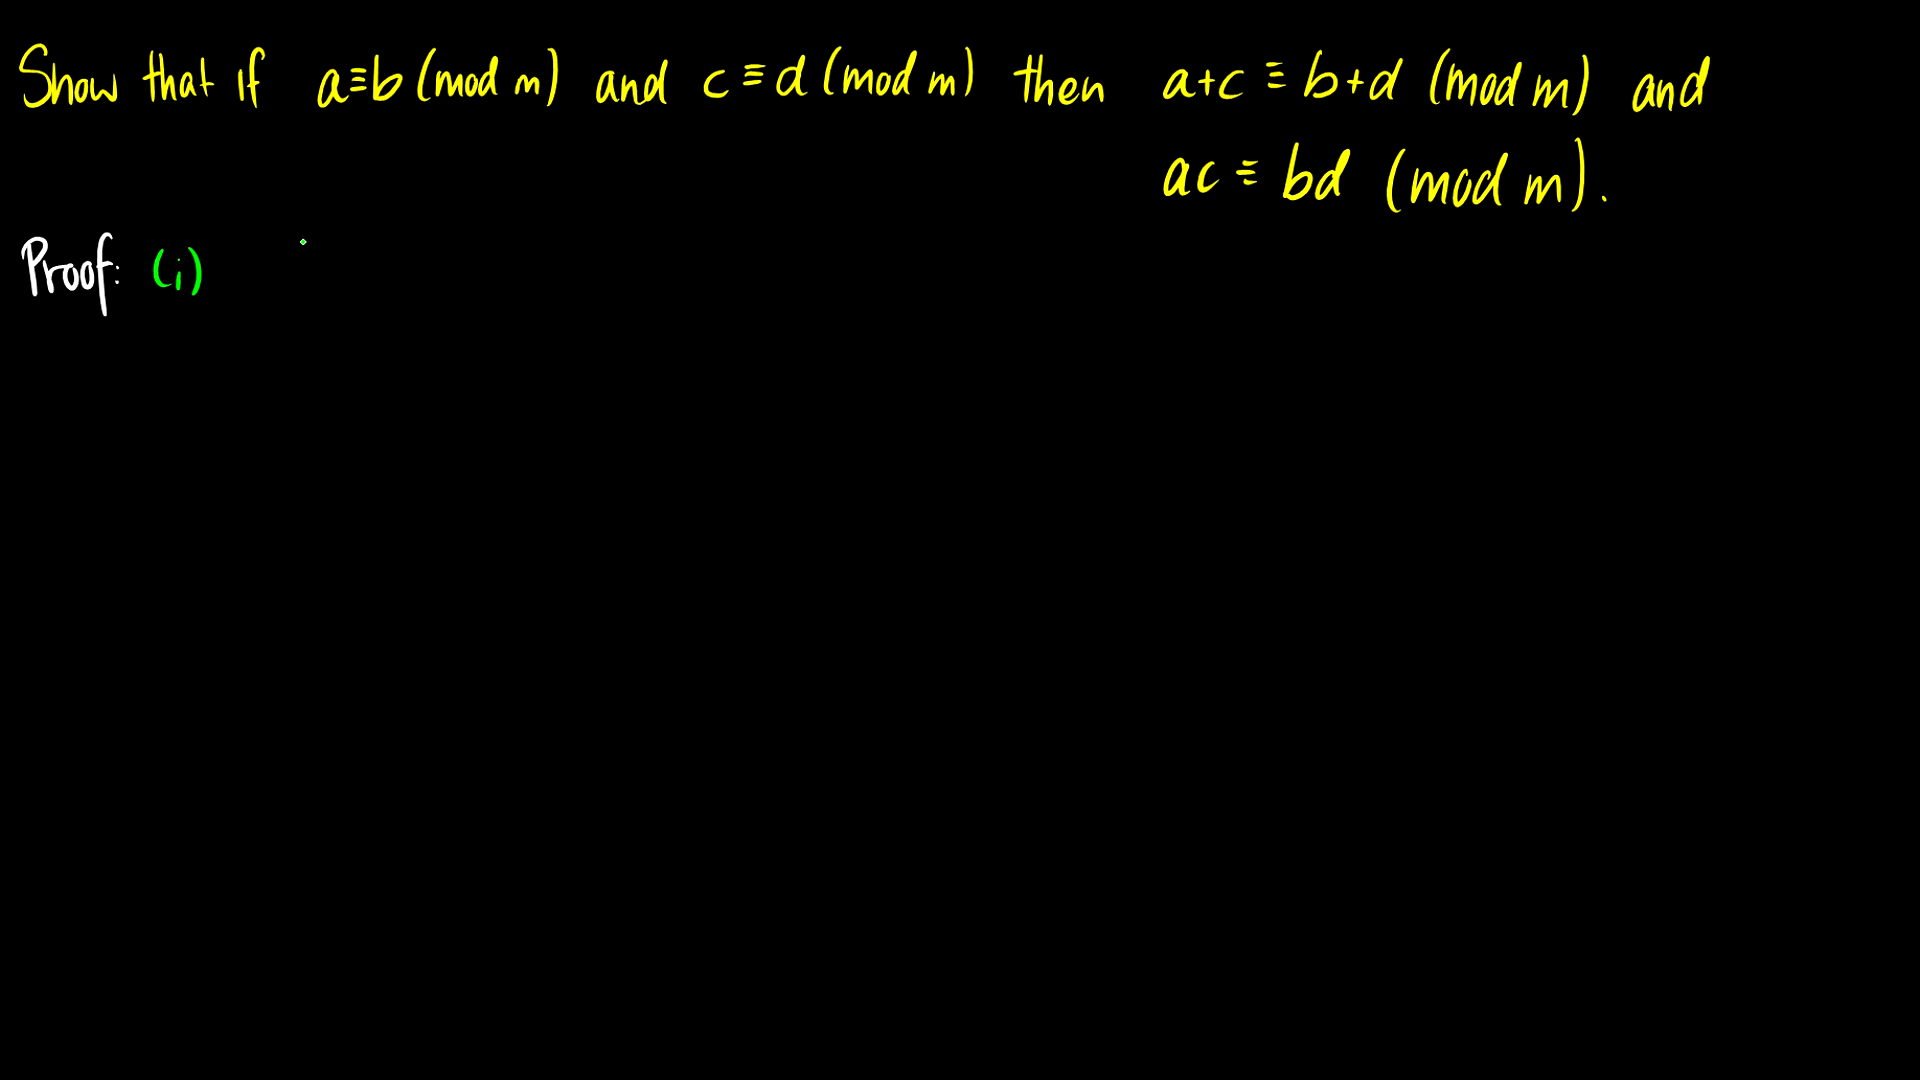 Show that if a≡b (mod m) and c≡d (mod m) then a+c ≡ b+d (mod m) and
ac ≡ bd (mod m).
Proof: (i)